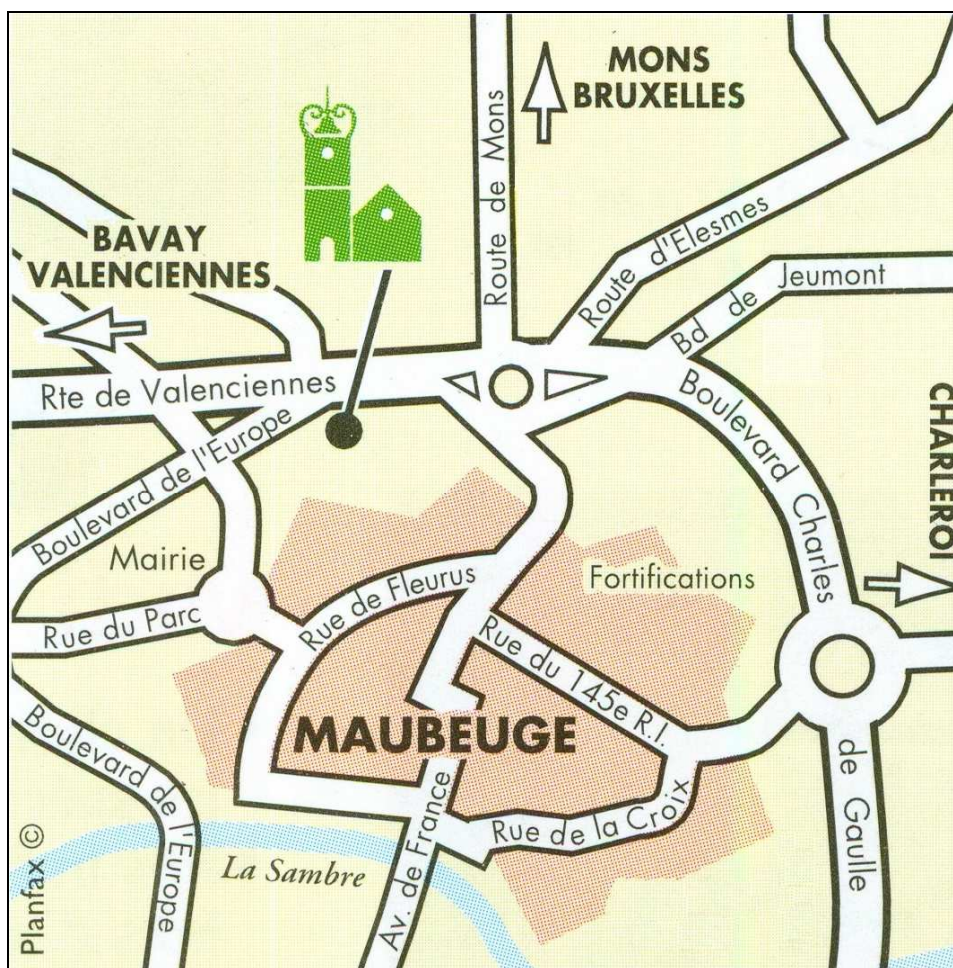 MONS
BRUXELLES
Route de Mons
Route d'Elesmes
BAVAY
VALENCIENNES
Bd de Jeumont
Rte de Valenciennes
Boulevard de l'Europe
Boulevard Charles de Gaulle
CHARLEROI
Mairie
Fortifications
Rue de Fleurus
Rue du Parc
Rue du 145e R.I.
MAUBEUGE
Boulevard de l'Europe
Rue de la Croix
Av. de France
La Sambre
Planfax ©